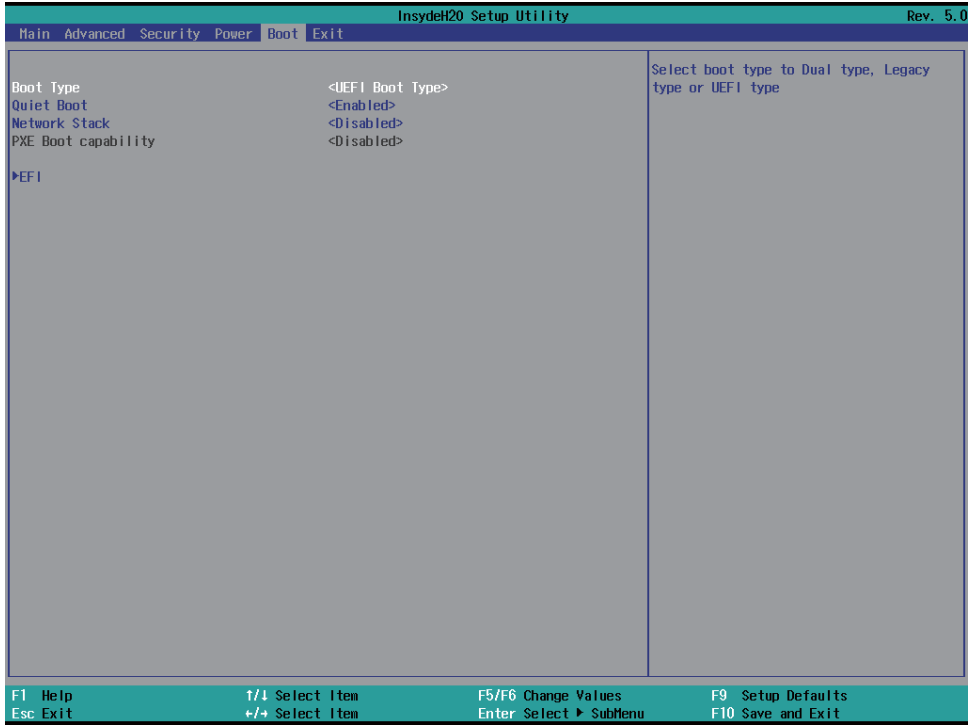 InsydeH20 Setup Utility Rev. 5.0
Main Advanced Security Power Boot Exit
Boot Type <UEFI Boot Type>
Quiet Boot <Enabled>
Network Stack <Disabled>
PXE Boot capability <Disabled>
▶EFI
Select boot type to Dual type, Legacy
type or UEFI type
F1 Help ↑/↓ Select Item F5/F6 Change Values F9 Setup Defaults
Esc Exit ←/→ Select Item Enter Select ▶ SubMenu F10 Save and Exit